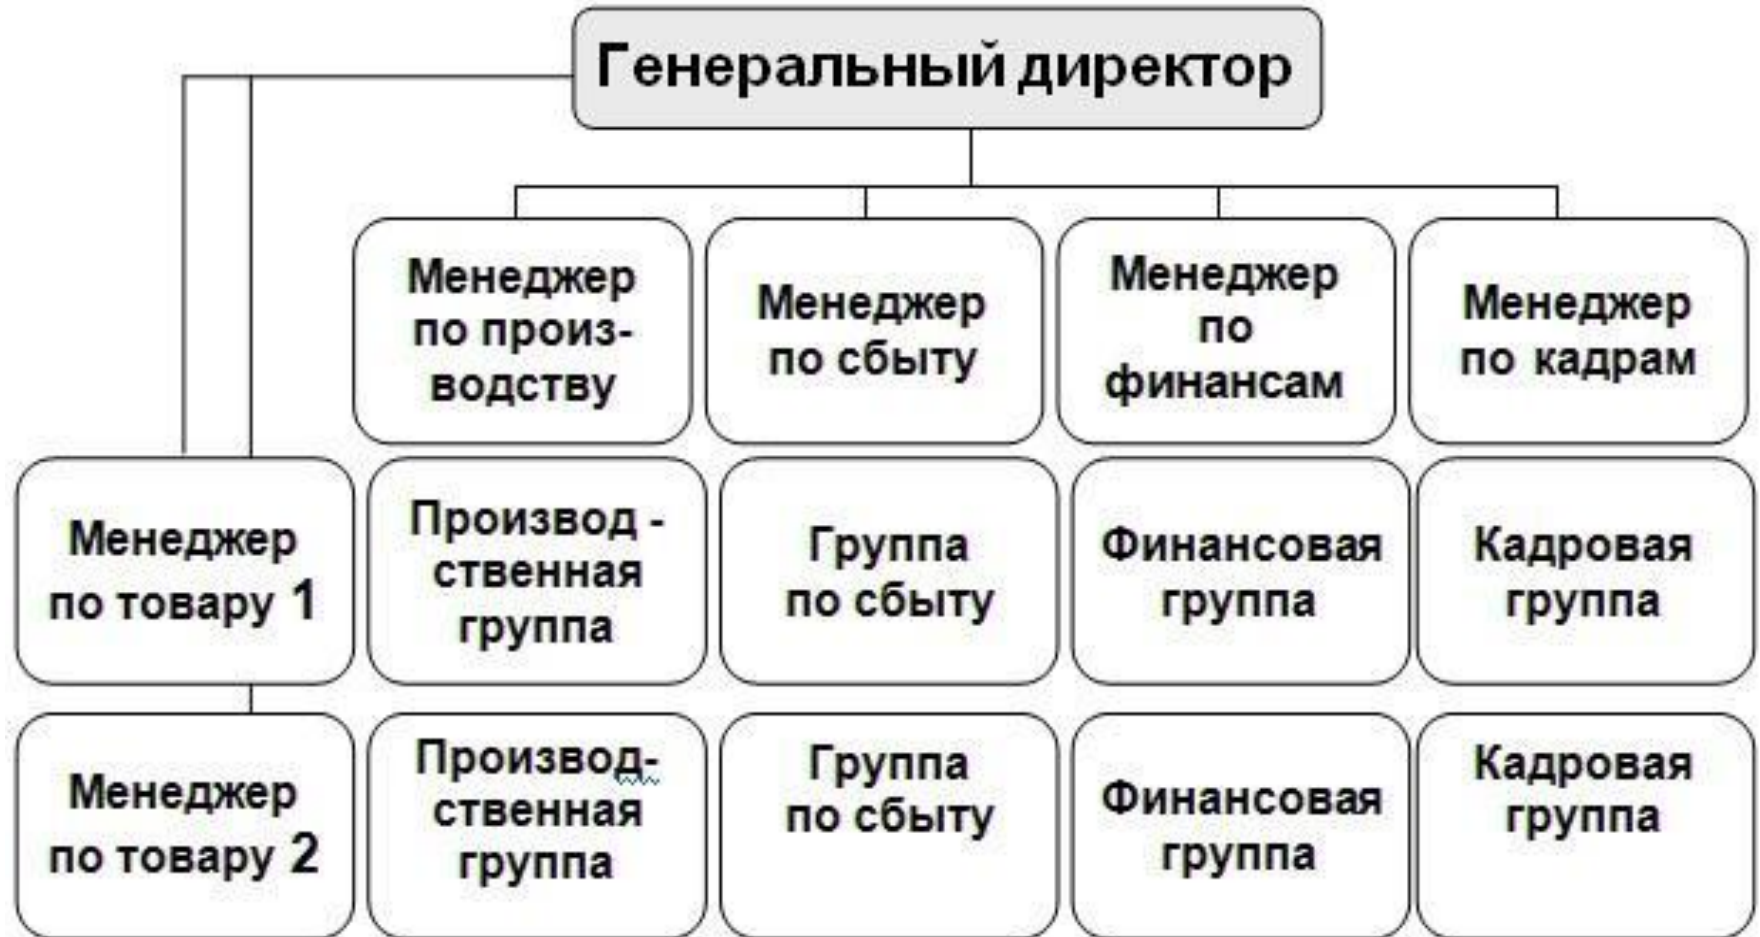 Генеральный директор
Менеджер
по произ-
водству
Менеджер
по сбыту
Менеджер
по
финансам
Менеджер
по кадрам
Менеджер
по товару 1
Производ -
ственная
группа
Группа
по сбыту
Финансовая
группа
Кадровая
группа
Менеджер
по товару 2
Производ-
ственная
группа
Группа
по сбыту
Финансовая
группа
Кадровая
группа